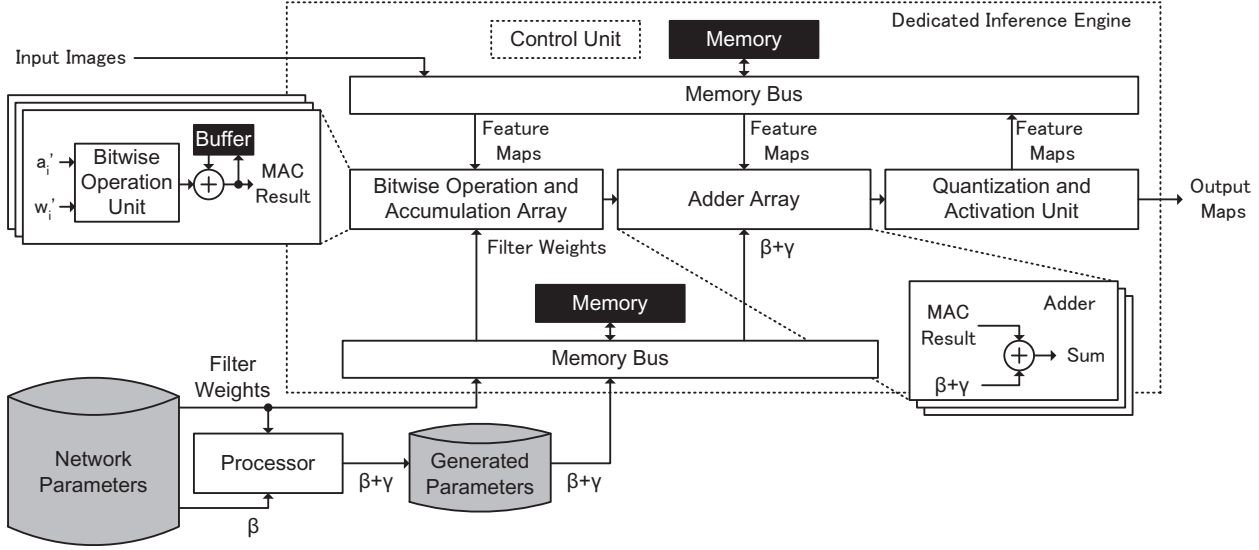 Dedicated Inference Engine
Control Unit
Memory
Input Images
Memory Bus
Feature
Maps
Feature
Maps
Feature
Maps
Buffer
a_i'
w_i'
Bitwise
Operation
Unit
+
MAC
Result
Bitwise Operation and
Accumulation Array
Adder Array
Quantization and
Activation Unit
Output
Maps
Filter Weights
β+γ
Memory
Memory Bus
Adder
MAC
Result
+
Sum
β+γ
Filter
Weights
Network
Parameters
Processor
β+γ
Generated
Parameters
β+γ
β